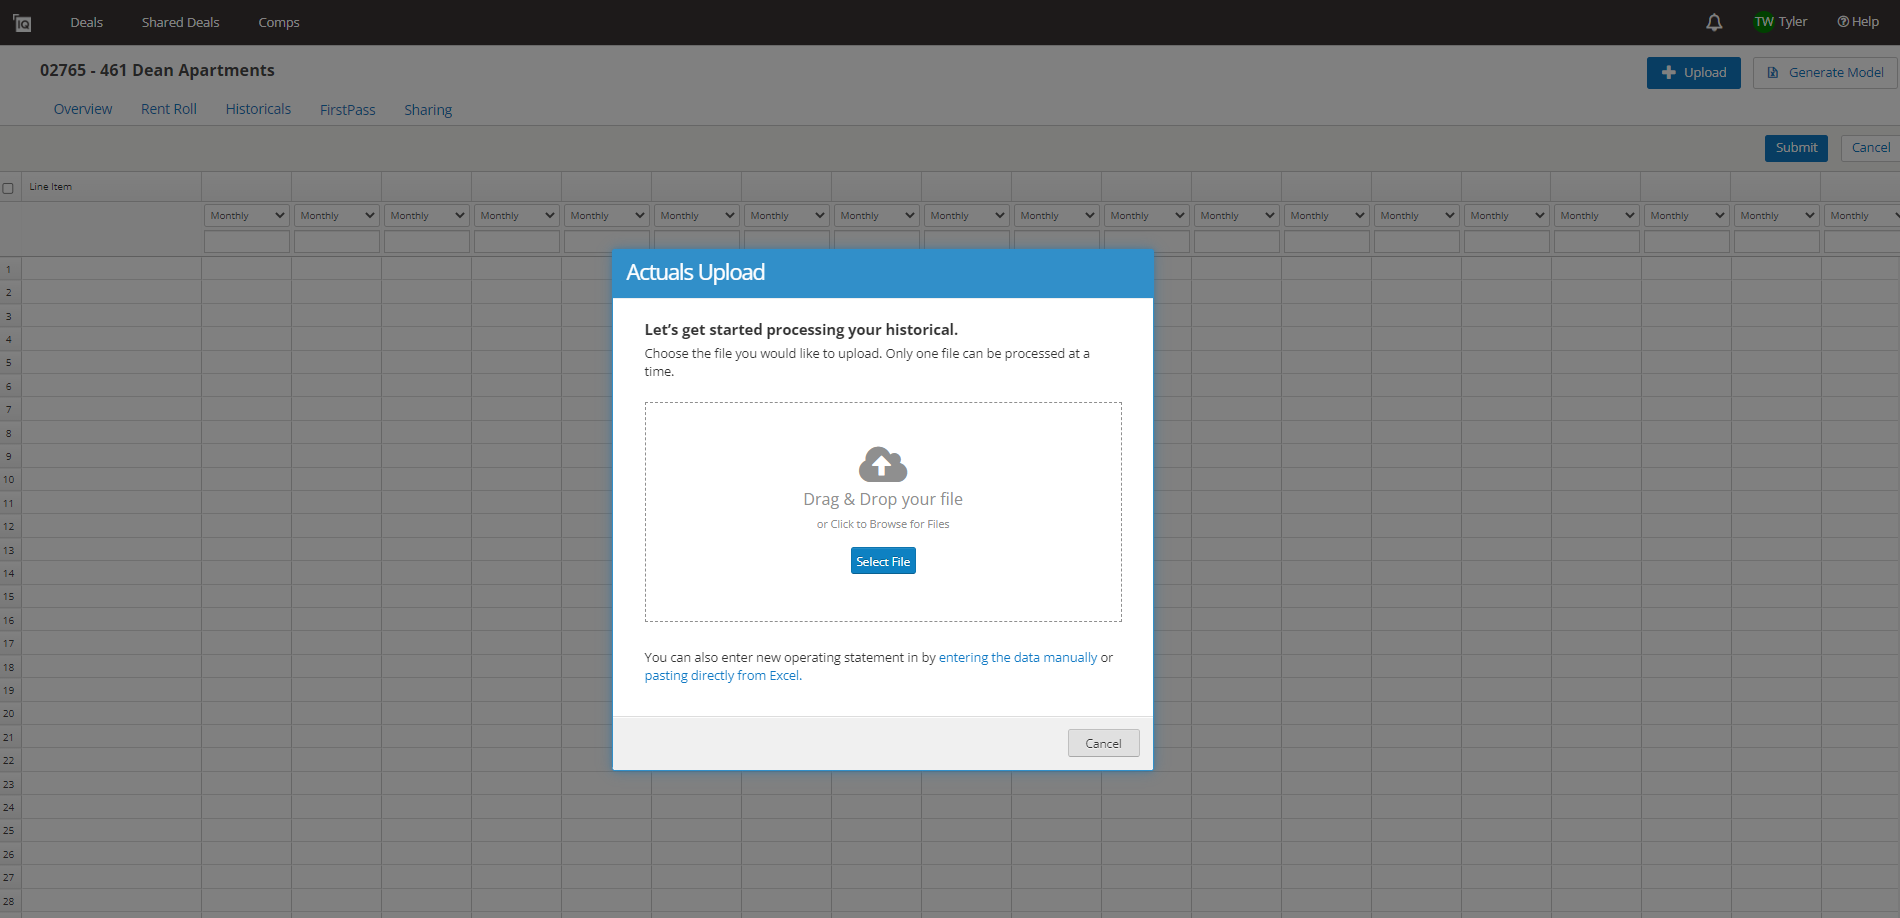 IQ Deals Shared Deals Comps TW Tyler Help
02765 - 461 Dean Apartments
Upload Generate Model
Overview Rent Roll Historicals FirstPass Sharing
Submit Cancel
Line Item
Monthly Monthly Monthly Monthly Monthly Monthly Monthly Monthly Monthly Monthly Monthly Monthly Monthly Monthly Monthly Monthly Monthly Monthly Monthly
Actuals Upload
Let’s get started processing your historical.
Choose the file you would like to upload. Only one file can be processed at a
time.
Drag & Drop your file
or Click to Browse for Files
Select File
You can also enter new operating statement in by entering the data manually or
pasting directly from Excel.
Cancel
1
2
3
4
5
6
7
8
9
10
11
12
13
14
15
16
17
18
19
20
21
22
23
24
25
26
27
28